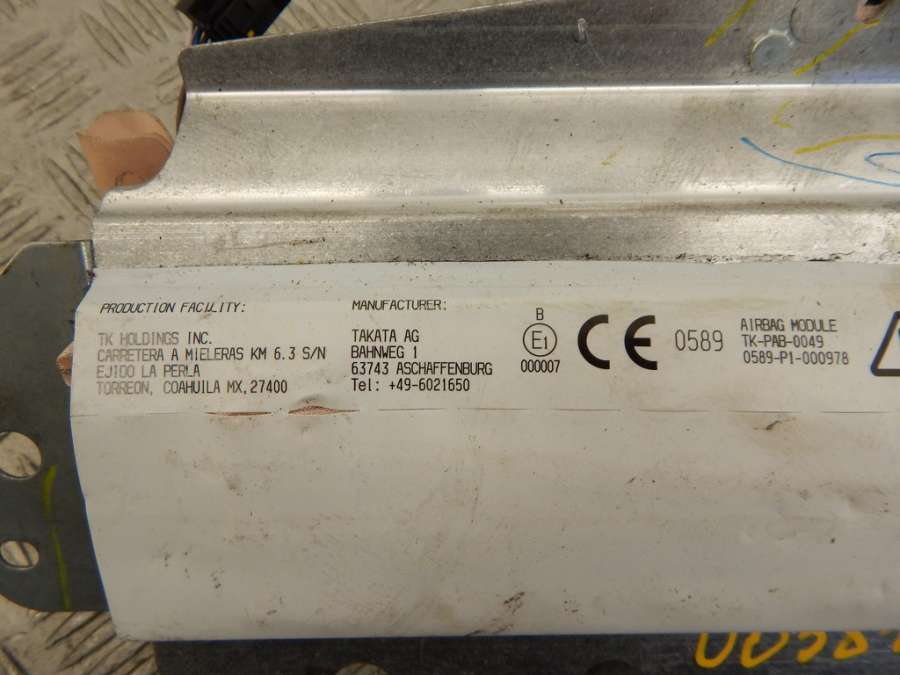 PRODUCTION FACILITY:
TK HOLDINGS INC.
CARRETERA A MIELERAS KM 6.3 S/N
EJIDO LA PERLA
TORREON, COAHUILA MX, 27400
MANUFACTURER:
TAKATA AG
BAHNWEG 1
63743 ASCHAFFENBURG
Tel: +49-6021650
B
E1
000007
CE 0589
AIRBAG MODULE
TK-PAB-0049
0589-P1-000978